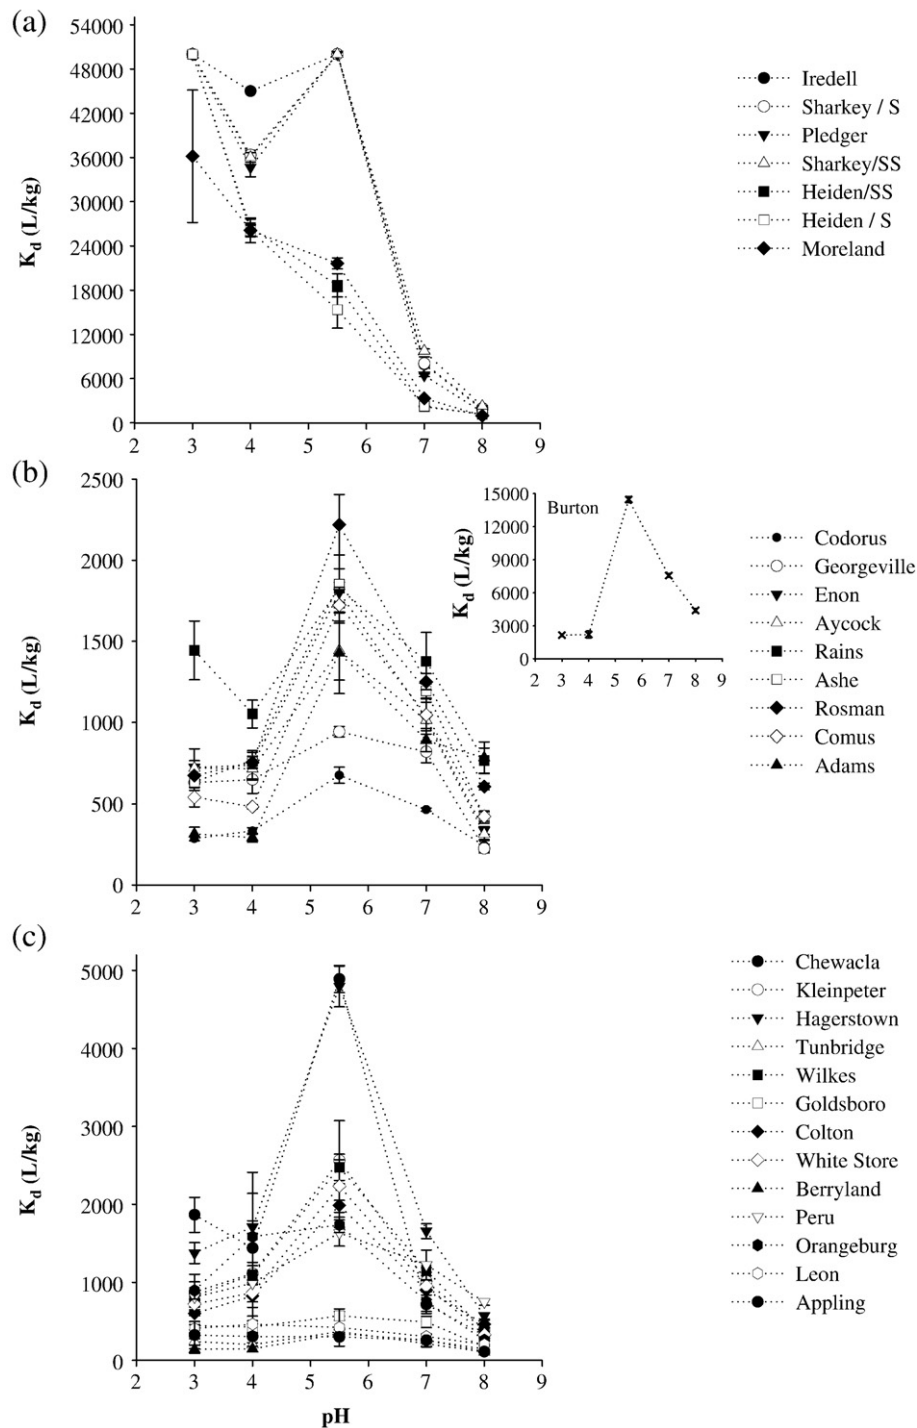 (a)
54000
48000
42000
36000
30000
24000
18000
12000
6000
0
K_d (L/kg)
2 3 4 5 6 7 8 9
Iredell
Sharkey / S
Pledger
Sharkey/SS
Heiden/SS
Heiden / S
Moreland
(b)
2500
2000
1500
1000
500
0
K_d (L/kg)
2 3 4 5 6 7 8 9
15000
12000
9000
6000
3000
0
K_d (L/kg)
Burton
2 3 4 5 6 7 8 9
Codorus
Georgeville
Enon
Aycock
Rains
Ashe
Rosman
Comus
Adams
(c)
5000
4000
3000
2000
1000
0
K_d (L/kg)
2 3 4 5 6 7 8 9
pH
Chewacla
Kleinpeter
Hagerstown
Tunbridge
Wilkes
Goldsboro
Colton
White Store
Berryland
Peru
Orangeburg
Leon
Appling